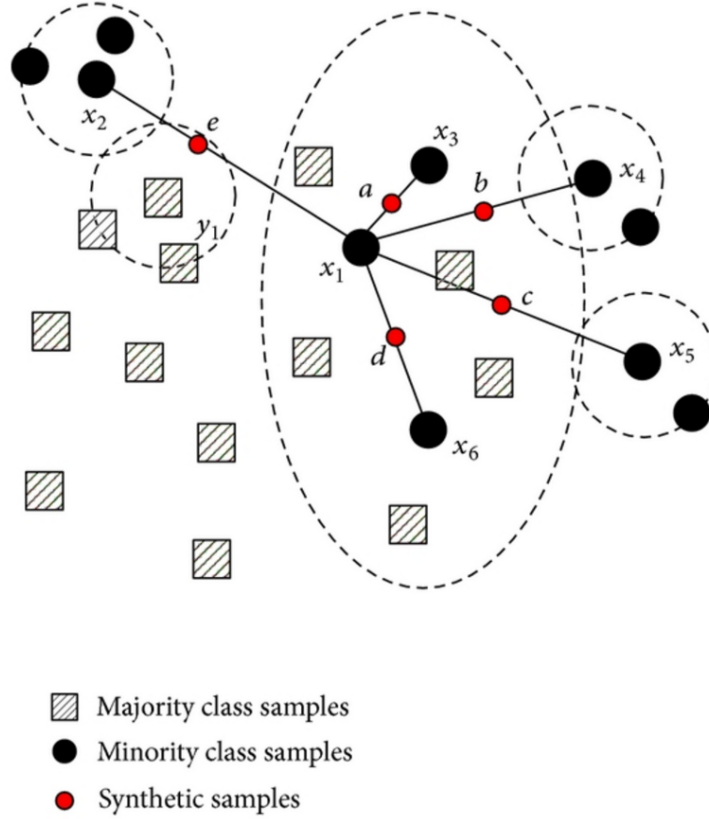 x2
e
x3
x4
a
b
y1
x1
c
x5
d
x6
Majority class samples
Minority class samples
Synthetic samples